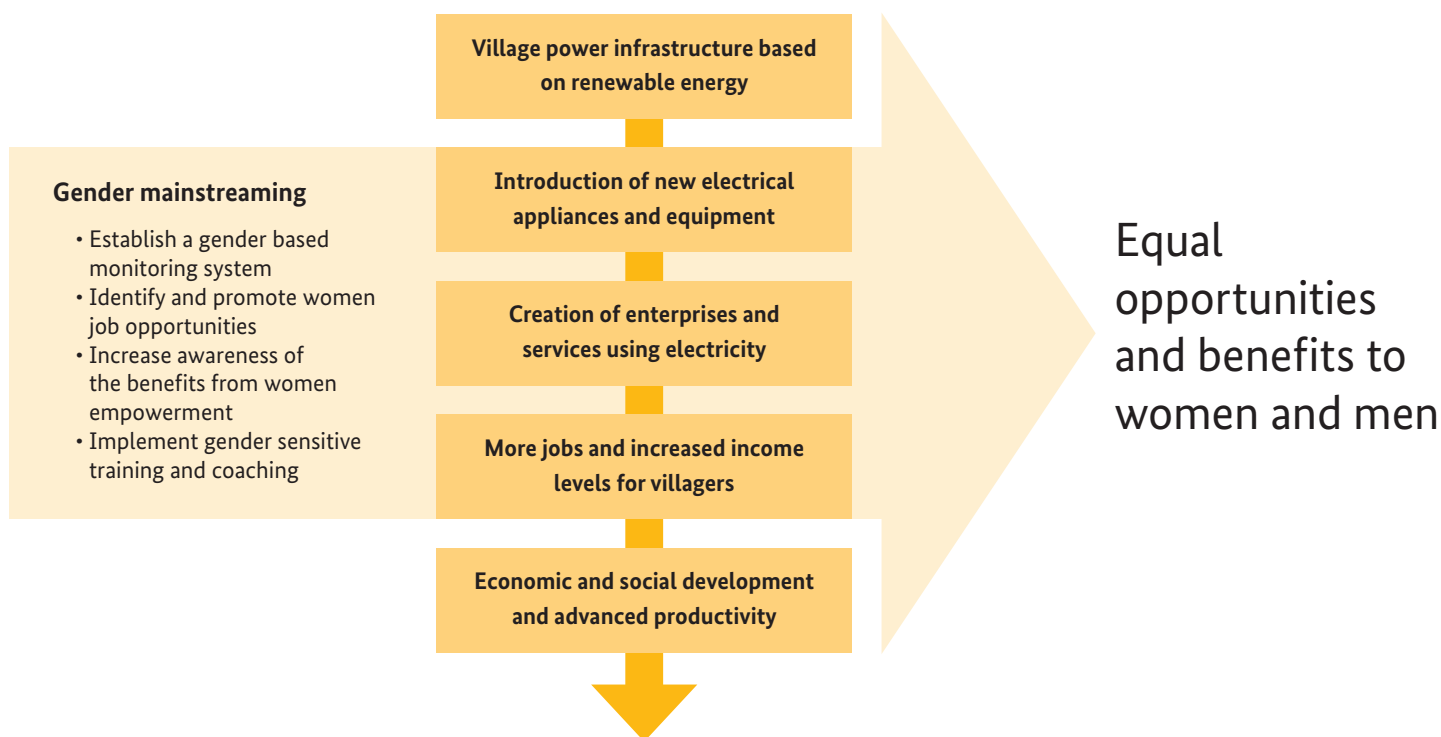 Village power infrastructure based
on renewable energy
Gender mainstreaming
• Establish a gender based
monitoring system
• Identify and promote women
job opportunities
• Increase awareness of
the benefits from women
empowerment
• Implement gender sensitive
training and coaching
Introduction of new electrical
appliances and equipment
Creation of enterprises and
services using electricity
More jobs and increased income
levels for villagers
Economic and social development
and advanced productivity
Equal
opportunities
and benefits to
women and men